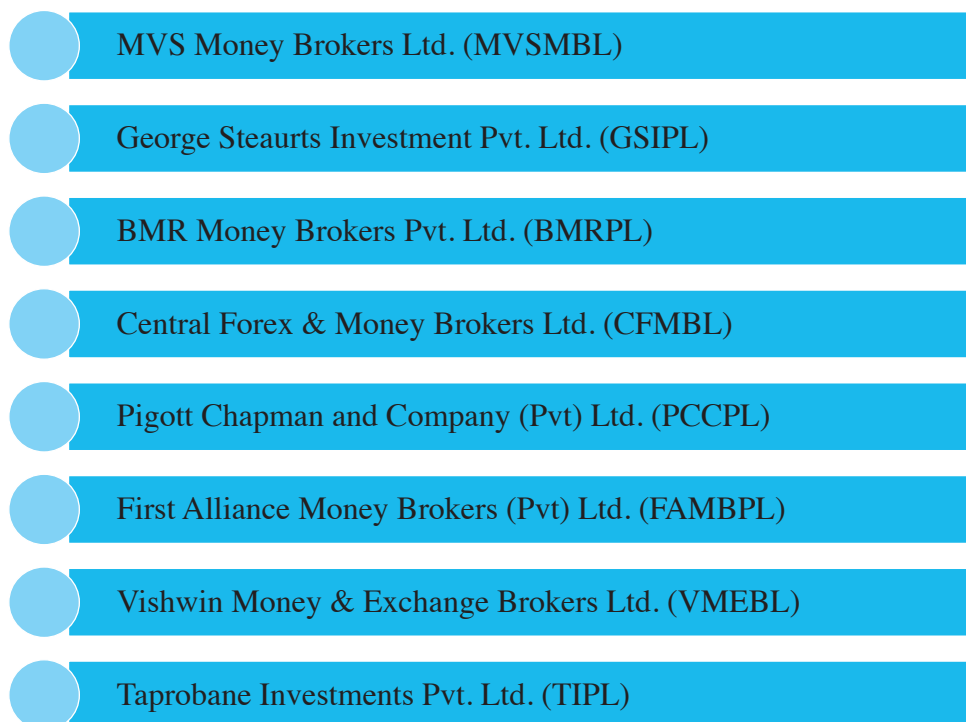 MVS Money Brokers Ltd. (MVSMBL)
George Steaurts Investment Pvt. Ltd. (GSIPL)
BMR Money Brokers Pvt. Ltd. (BMRPL)
Central Forex & Money Brokers Ltd. (CFMBL)
Pigott Chapman and Company (Pvt) Ltd. (PCCPL)
First Alliance Money Brokers (Pvt) Ltd. (FAMBPL)
Vishwin Money & Exchange Brokers Ltd. (VMEBL)
Taprobane Investments Pvt. Ltd. (TIPL)